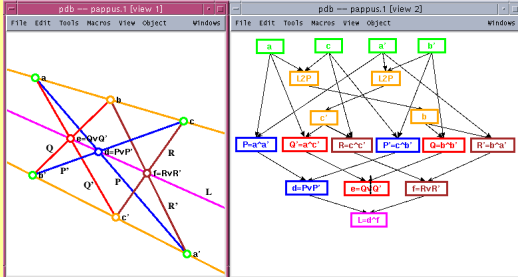 pdb -- pappus.1 [view 1]
File Edit Tools Macros View Object Windows
a
b
c
e=QvQ'
d=PvP'
f=RvR'
Q
P'
Q'
P
R
R'
L
b'
c'
a'
pdb -- pappus.1 [view 2]
File Edit Tools Macros View Object Windows
a c a' b'
L2P L2P
c' b
P=a^a' Q'=a^c' R=c^c' P'=c^b' Q=b^b' R'=b^a'
d=PvP' e=QvQ' f=RvR'
L=d^f